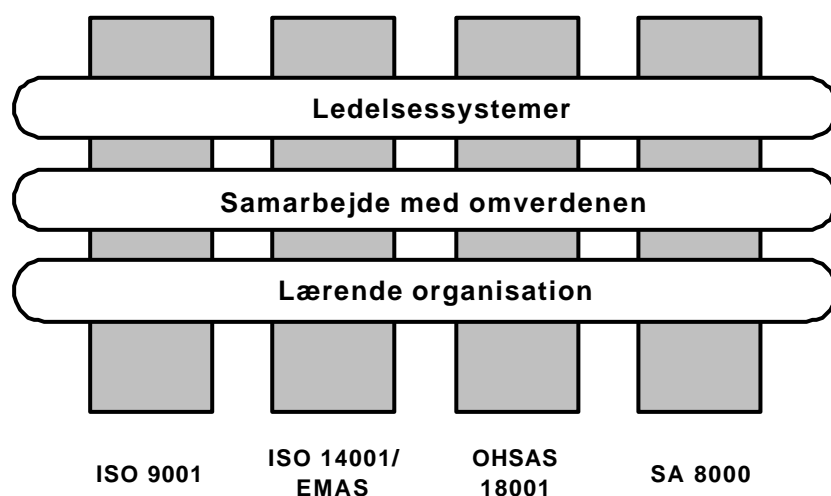 Ledelsessystemer
Samarbejde med omverdenen
Lærende organisation
ISO 9001
ISO 14001/
EMAS
OHSAS
18001
SA 8000